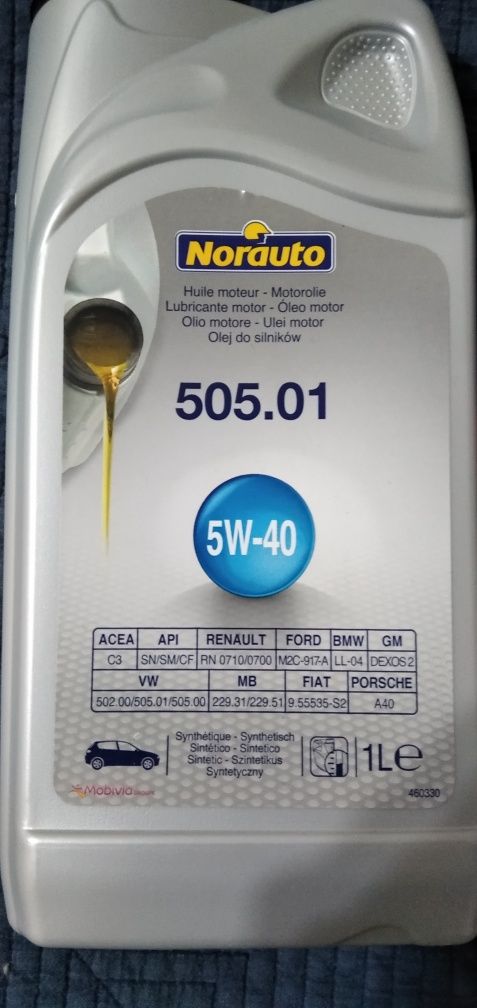 Norauto
Huile moteur - Motorolie
Lubricante motor - Óleo motor
Olio motore - Ulei motor
Olej do silników
505.01
5W-40
ACEA API RENAULT FORD BMW GM
C3 SN/SM/CF RN 0710/0700 M2C-917-A LL-04 DEXOS 2
VW MB FIAT PORSCHE
502.00/505.01/505.00 229.31/229.51 9.55535-S2 A40
Synthétique - Synthetisch
Sintético - Sintetico
Sintetic - Szintetikus
Syntetyczny
1L e
Mobivia GROUPE
460330